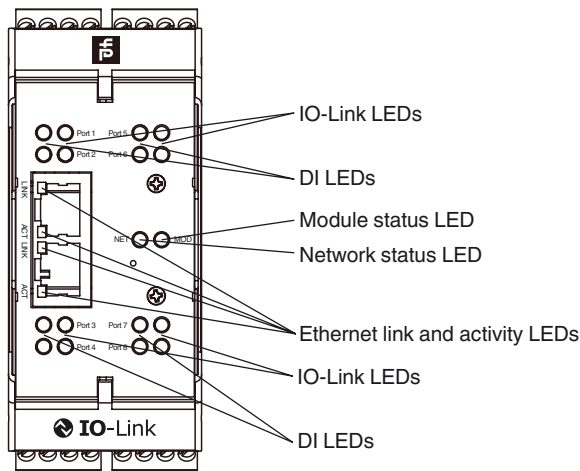 Port 1 Port 5
Port 2 Port 6
LINK
ACT LINK
ACT
NET MOD
Port 3 Port 7
Port 4 Port 8
IO-Link
IO-Link LEDs
DI LEDs
Module status LED
Network status LED
Ethernet link and activity LEDs
IO-Link LEDs
DI LEDs